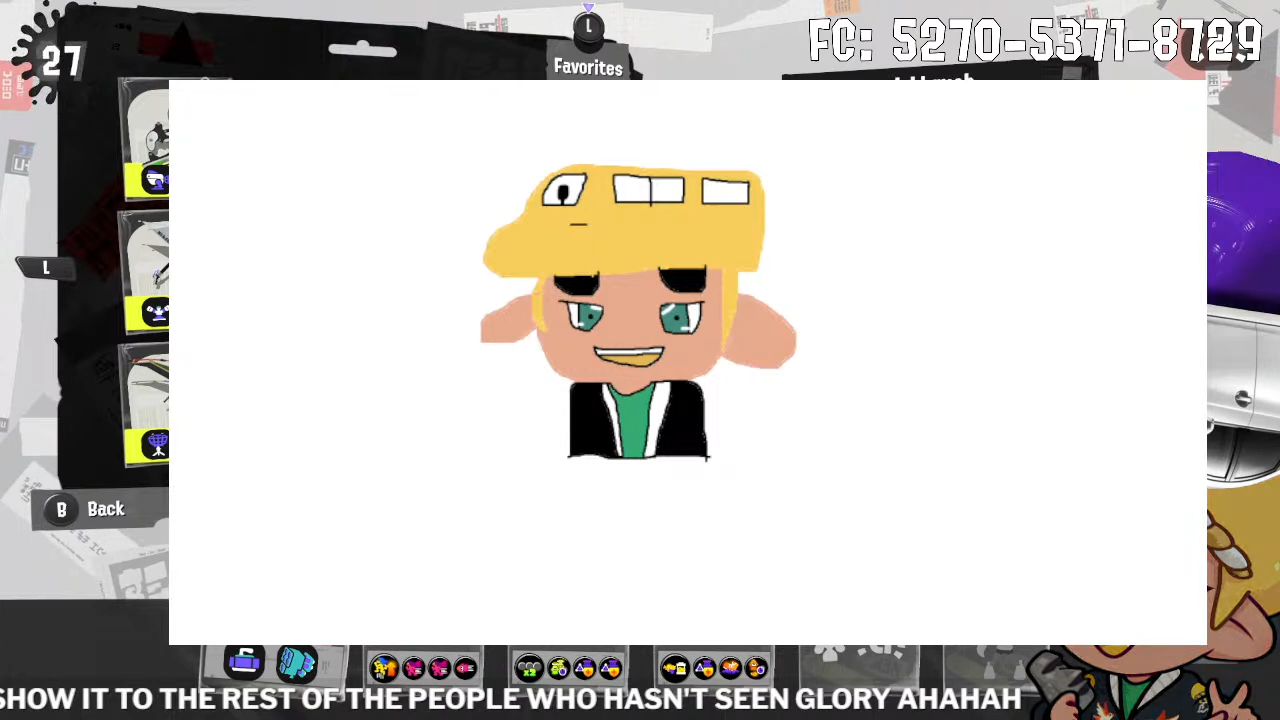 L
FC: 5270-5371-8729
27
Favorites
L
B Back
x2
SHOW IT TO THE REST OF THE PEOPLE WHO HASN'T SEEN GLORY AHAHAH